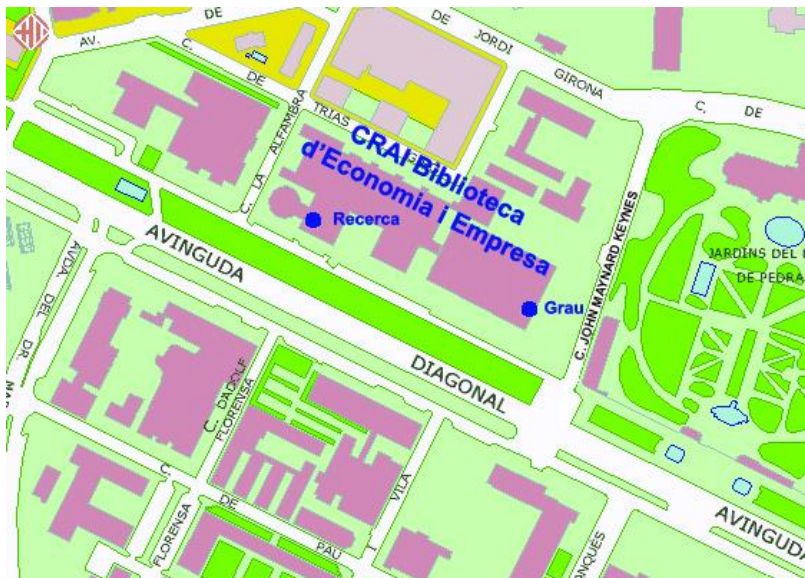 DE
AV.
C.
DE
DE
JORDI
GIRONA
C. DE
C. LA ALFAMBRA
TRIAS
CRAI Biblioteca
d'Economia i Empresa
Recerca
Grau
AVINGUDA
DIAGONAL
C. JOHN MAYNARD KEYNES
JARDINS DEL
DE PEDRA
AVDA. DEL DR.
C. D'ADOLF
FLORENSA
C.
DE
PAU
I
VILA
FLORENSA
AVINGUDA